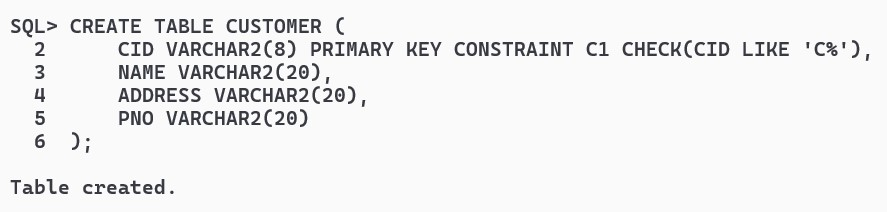 SQL> CREATE TABLE CUSTOMER (
  2      CID VARCHAR2(8) PRIMARY KEY CONSTRAINT C1 CHECK(CID LIKE 'C%'),
  3      NAME VARCHAR2(20),
  4      ADDRESS VARCHAR2(20),
  5      PNO VARCHAR2(20)
  6  );
Table created.